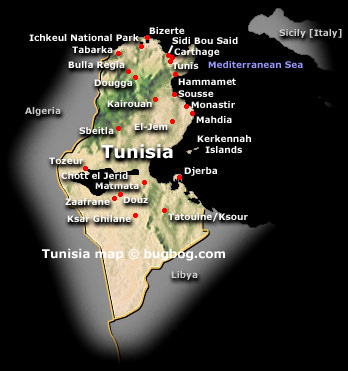 Bizerte
Sicily [Italy]
Ichkeul National Park
Sidi Bou Said
Tabarka
Carthage
Bulla Regia
Tunis
Mediterranean Sea
Dougga
Hammamet
Sousse
Kairouan
Monastir
Algeria
Mahdia
El-Jem
Sbeitla
Kerkennah
Islands
Tunisia
Tozeur
Chott el Jerid
Djerba
Matmata
Zaafrane
Douz
Ksar Ghilane
Tatouine/Ksour
Tunisia map © bugbog.com
Libya